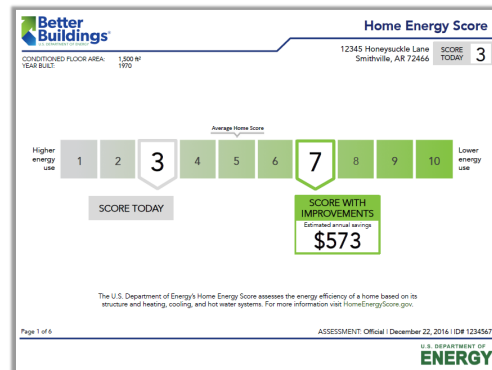 Better
Buildings®
U.S. DEPARTMENT OF ENERGY
Home Energy Score
12345 Honeysuckle Lane
Smithville, AR 72466
SCORE
TODAY
3
CONDITIONED FLOOR AREA: 1,500 ft²
YEAR BUILT: 1970
Average Home Score
Higher
energy
use
1 2 3 4 5 6 7 8 9 10
Lower
energy
use
SCORE TODAY
SCORE WITH
IMPROVEMENTS
Estimated annual savings
$573
The U.S. Department of Energy's Home Energy Score assesses the energy efficiency of a home based on its
structure and heating, cooling, and hot water systems. For more information visit HomeEnergyScore.gov.
Page 1 of 6
ASSESSMENT: Official | December 22, 2016 | ID# 1234567
U.S. DEPARTMENT OF
ENERGY